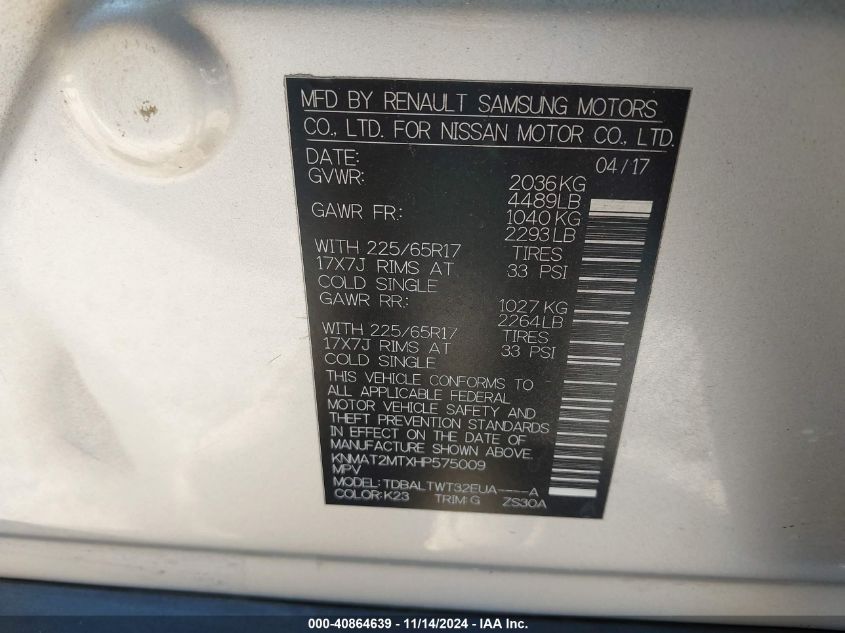 MFD BY RENAULT SAMSUNG MOTORS
CO., LTD. FOR NISSAN MOTOR CO., LTD.
DATE: 04/17
GVWR: 2036KG
4489LB
GAWR FR: 1040KG
2293LB
WITH 225/65R17 TIRES
17X7J RIMS AT 33 PSI
COLD SINGLE
GAWR RR: 1027KG
2264LB
WITH 225/65R17 TIRES
17X7J RIMS AT 33 PSI
COLD SINGLE
THIS VEHICLE CONFORMS TO
ALL APPLICABLE FEDERAL
MOTOR VEHICLE SAFETY AND
THEFT PREVENTION STANDARDS
IN EFFECT ON THE DATE OF
MANUFACTURE SHOWN ABOVE.
KNMAT2MTXHP575009
MPV
MODEL: TDBALTWT32EUA----A
COLOR:K23 TRIM:G ZS30A
000-40864639 - 11/14/2024 - IAA Inc.